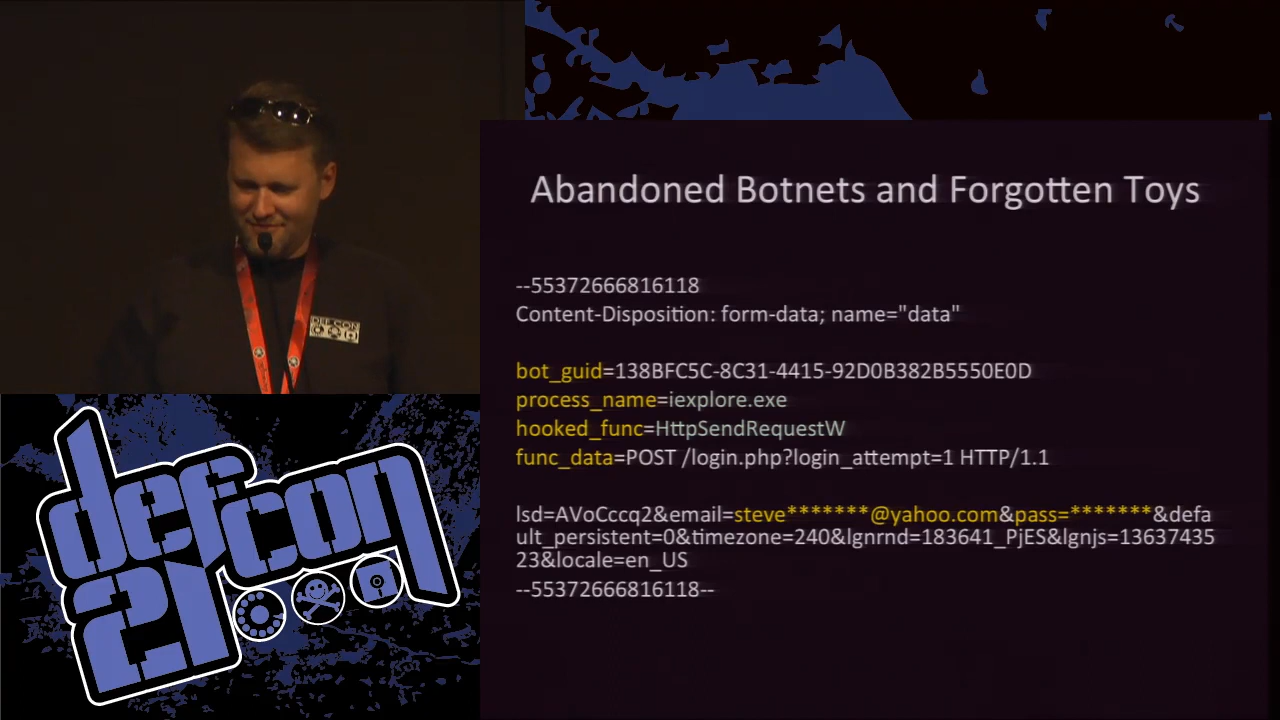 DEF CON
Abandoned Botnets and Forgotten Toys
--55372666816118
Content-Disposition: form-data; name="data"
bot_guid=138BFC5C-8C31-4415-92D0B382B5550E0D
process_name=iexplore.exe
hooked_func=HttpSendRequestW
func_data=POST /login.php?login_attempt=1 HTTP/1.1
lsd=AVoCccq2&email=steve*******@yahoo.com&pass=*******&defa
ult_persistent=0&timezone=240&lgnrnd=183641_PjES&lgnjs=13637435
23&locale=en_US
--55372666816118--
defcon
21